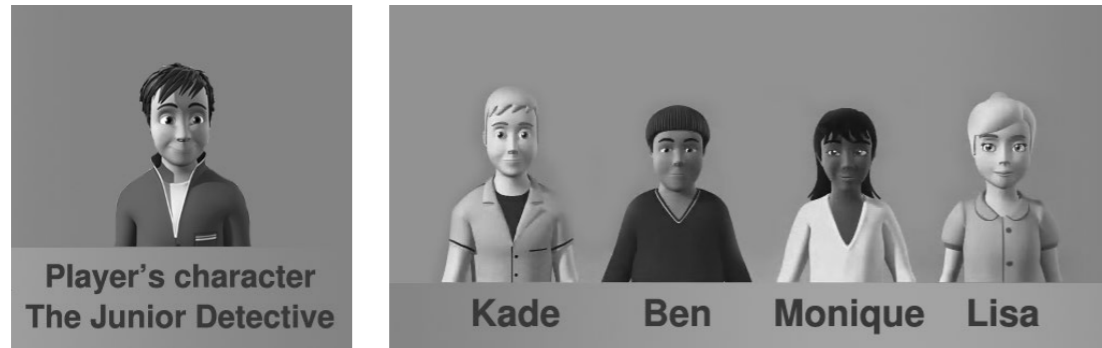 Player's character
The Junior Detective
Kade Ben Monique Lisa